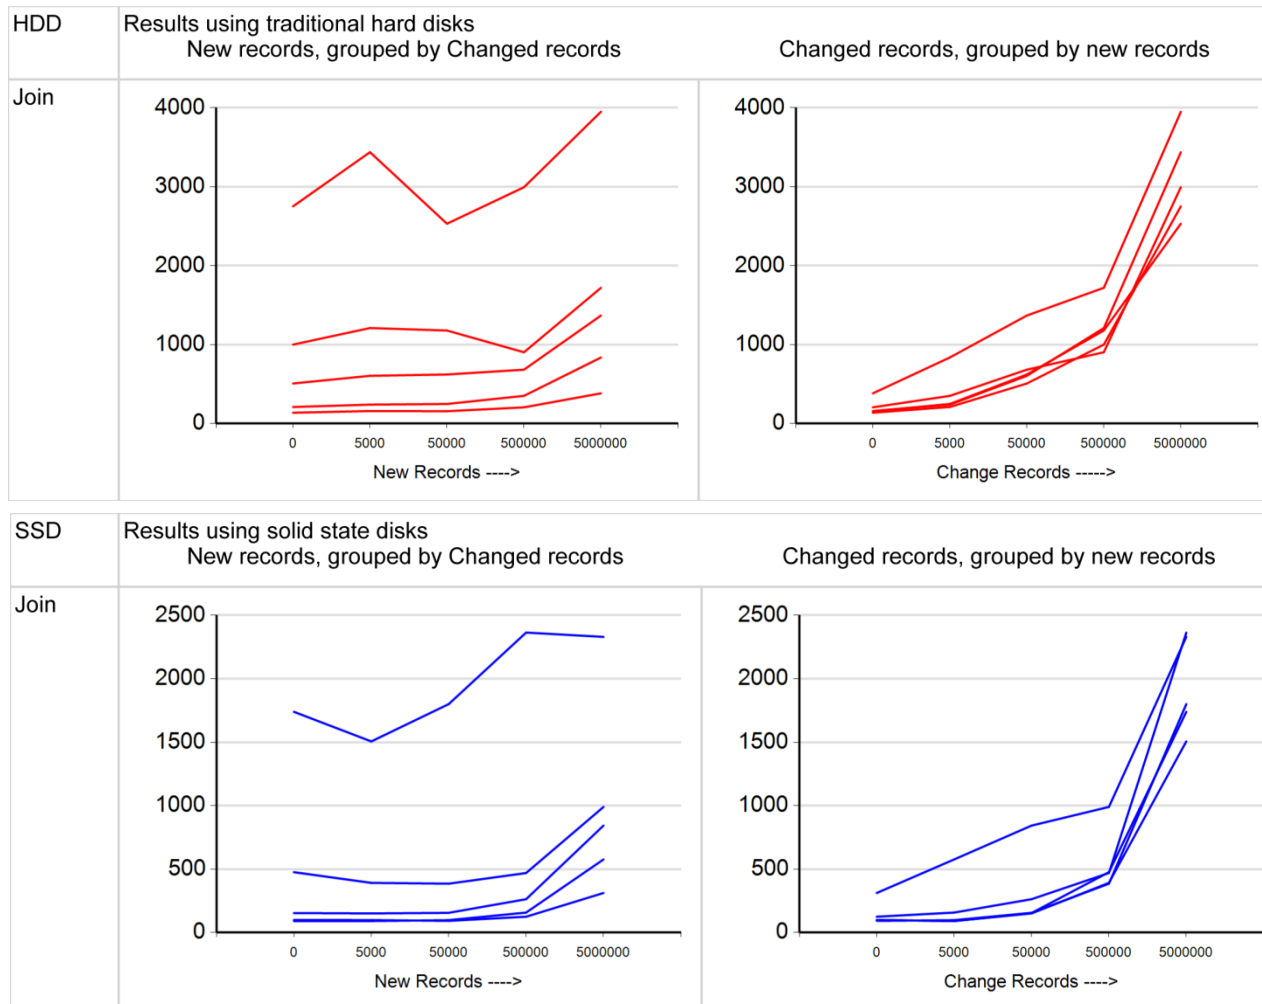 HDD
Results using traditional hard disks
New records, grouped by Changed records
Changed records, grouped by new records
Join
4000
3000
2000
1000
0
0 5000 50000 500000 5000000
New Records ---->
4000
3000
2000
1000
0
0 5000 50000 500000 5000000
Change Records ----->
SSD
Results using solid state disks
New records, grouped by Changed records
Changed records, grouped by new records
Join
2500
2000
1500
1000
500
0
0 5000 50000 500000 5000000
New Records ---->
2500
2000
1500
1000
500
0
0 5000 50000 500000 5000000
Change Records ---->